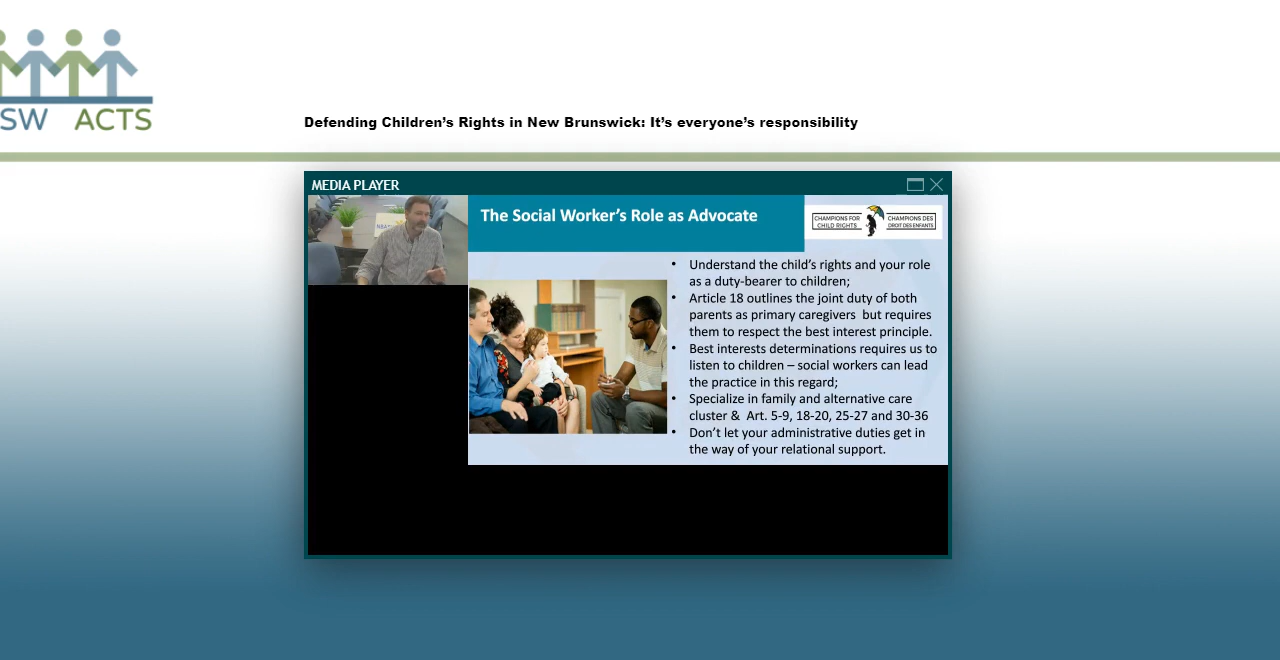 SW ACTS
Defending Children's Rights in New Brunswick: It's everyone's responsibility
MEDIA PLAYER
The Social Worker's Role as Advocate
CHAMPIONS FOR
CHILD RIGHTS
CHAMPIONS DES
DROIT DES ENFANTS
• Understand the child's rights and your role
as a duty-bearer to children;
• Article 18 outlines the joint duty of both
parents as primary caregivers but requires
them to respect the best interest principle.
• Best interests determinations requires us to
listen to children – social workers can lead
the practice in this regard;
• Specialize in family and alternative care
cluster & Art. 5-9, 18-20, 25-27 and 30-36
• Don't let your administrative duties get in
the way of your relational support.